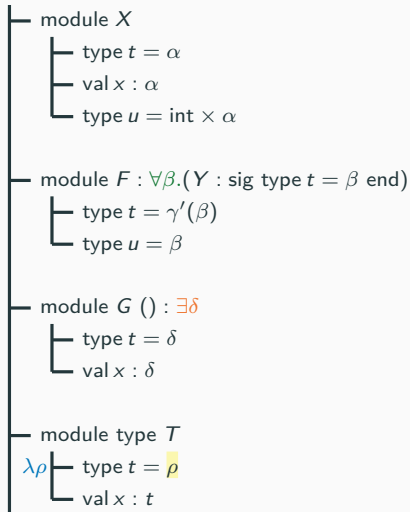 module X
type t = α
val x : α
type u = int × α
module F : ∀β.(Y : sig type t = β end)
type t = γ′(β)
type u = β
module G () : ∃δ
type t = δ
val x : δ
module type T
λρ type t = ρ
val x : t